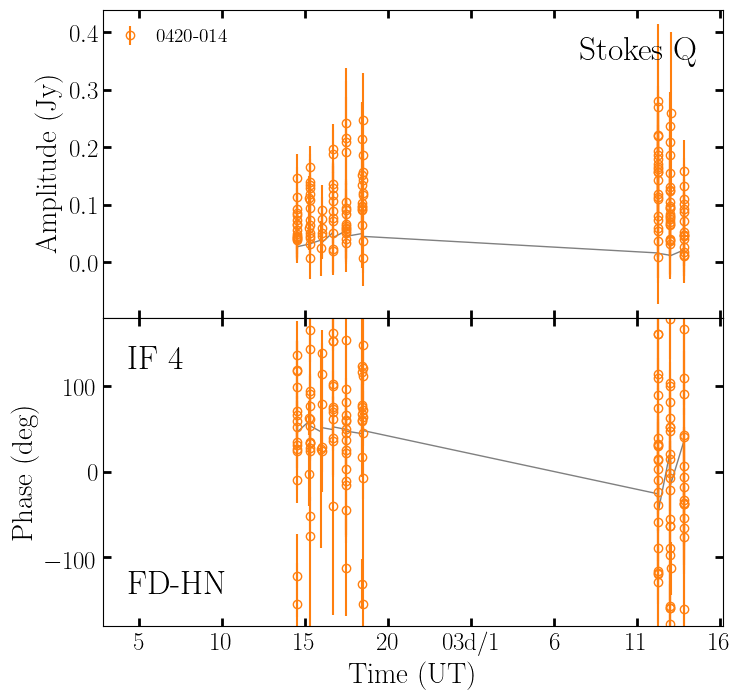 0420-014
Stokes Q
Amplitude (Jy)
0.4
0.3
0.2
0.1
0.0
IF 4
Phase (deg)
100
0
−100
FD-HN
5 10 15 20 03d/1 6 11 16
Time (UT)